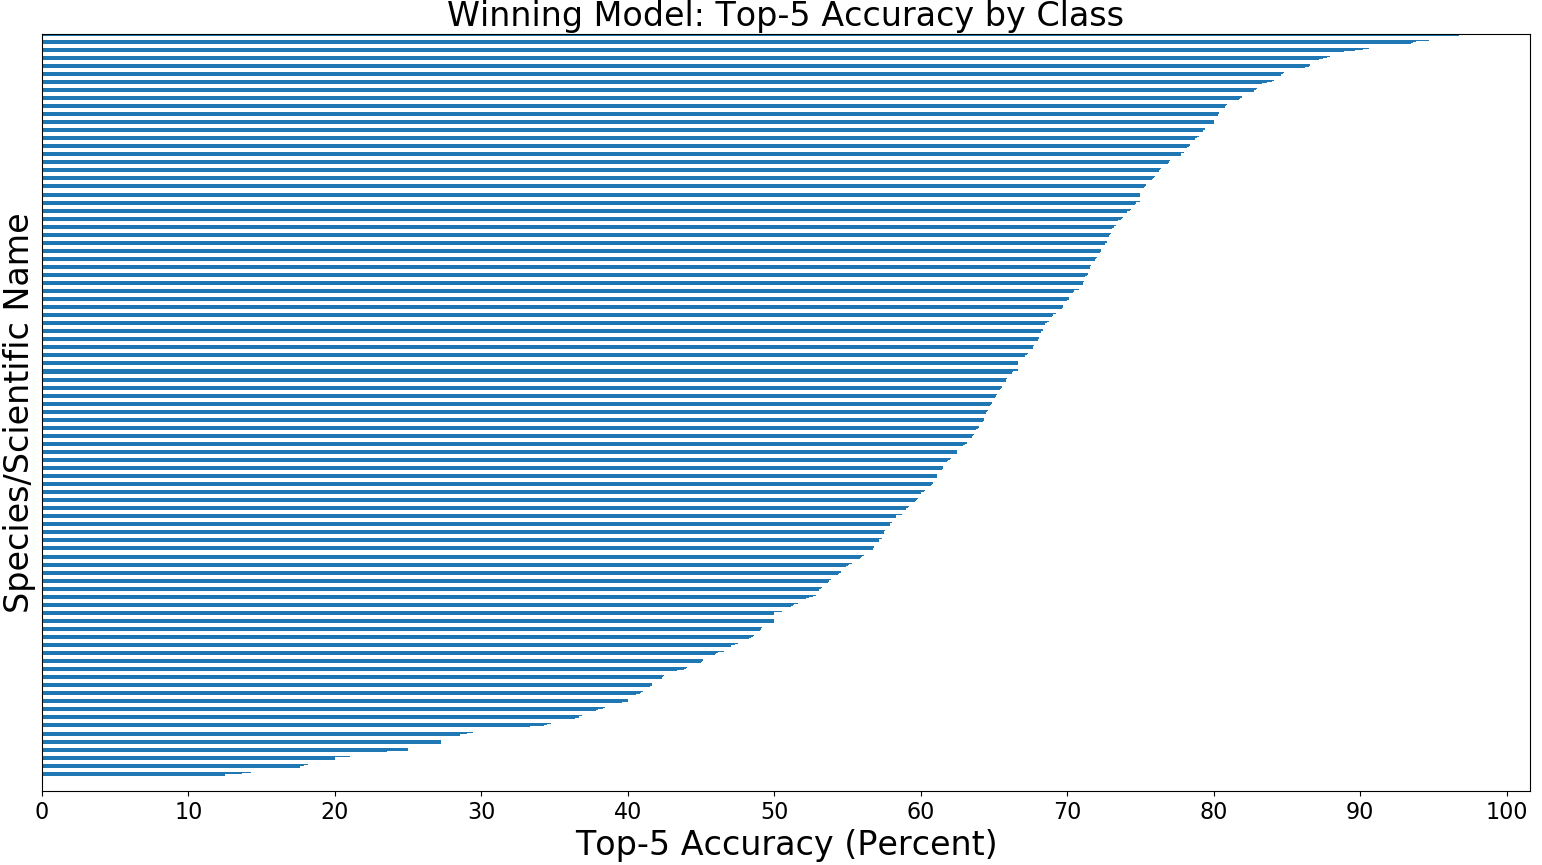 Winning Model: Top-5 Accuracy by Class
Species/Scientific Name
0 10 20 30 40 50 60 70 80 90 100
Top-5 Accuracy (Percent)